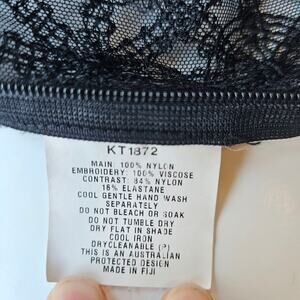 KT1872
MAIN: 100% NYLON
EMBROIDERY: 100% VISCOSE
CONTRAST: 84% NYLON
16% ELASTANE
COOL GENTLE HAND WASH
SEPARATELY
DO NOT BLEACH OR SOAK
DO NOT TUMBLE DRY
DRY FLAT IN SHADE
COOL IRON
DRYCLEANABLE (P)
THIS IS AN AUSTRALIAN
PROTECTED DESIGN
MADE IN FIJI